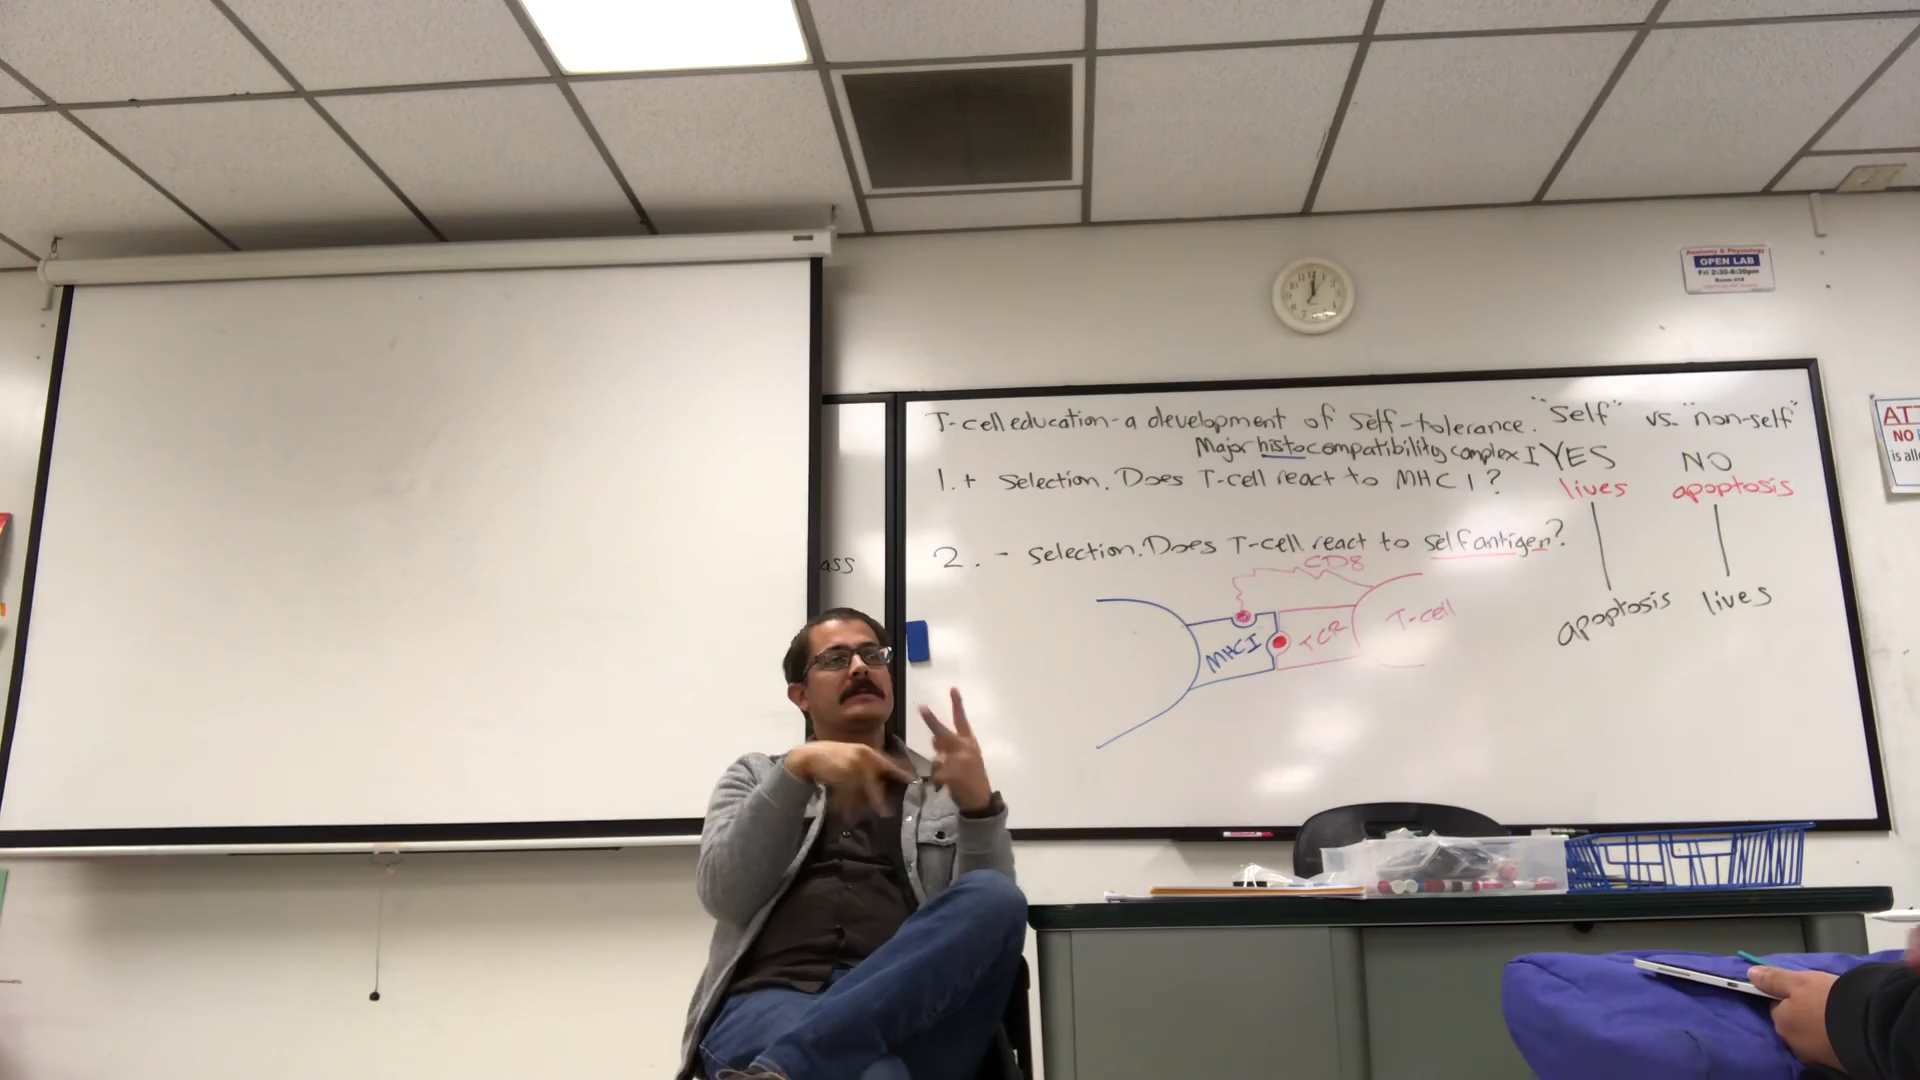 Anatomy & Physiology
OPEN LAB
Fri 2:30-6:30pm
T-cell education-a development of self-tolerance. "Self" vs. "non-self"
Major histocompatibility complex I YES NO
1. + Selection. Does T-cell react to MHC 1? lives apoptosis
2. - Selection. Does T-cell react to self antigen?
CD8
MHC I TCR T-cell
apoptosis lives
ass
ATT
NO
is all